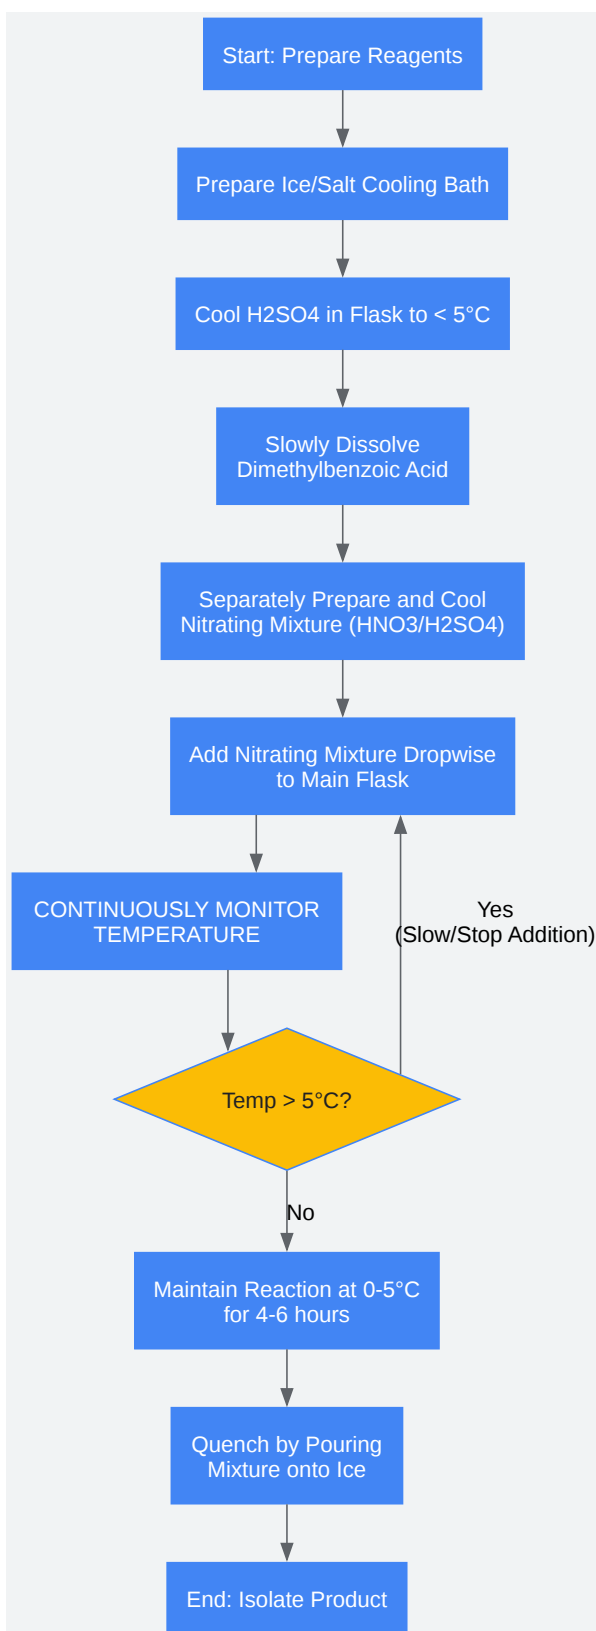 Start: Prepare Reagents
Prepare Ice/Salt Cooling Bath
Cool H2SO4 in Flask to < 5°C
Slowly Dissolve
Dimethylbenzoic Acid
Separately Prepare and Cool
Nitrating Mixture (HNO3/H2SO4)
Add Nitrating Mixture Dropwise
to Main Flask
CONTINUOUSLY MONITOR
TEMPERATURE
Yes
(Slow/Stop Addition)
Temp > 5°C?
No
Maintain Reaction at 0-5°C
for 4-6 hours
Quench by Pouring
Mixture onto Ice
End: Isolate Product